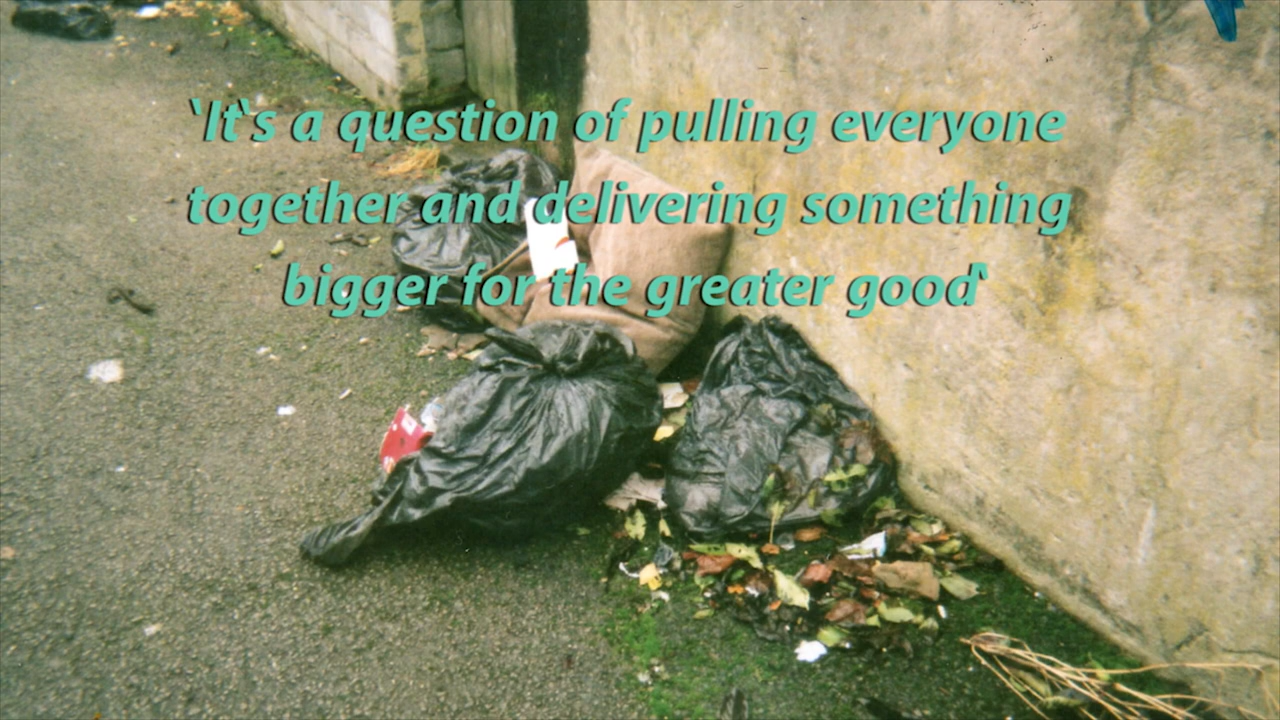 ‛It‛s a question of pulling everyone
together and delivering something
bigger for the greater good‛